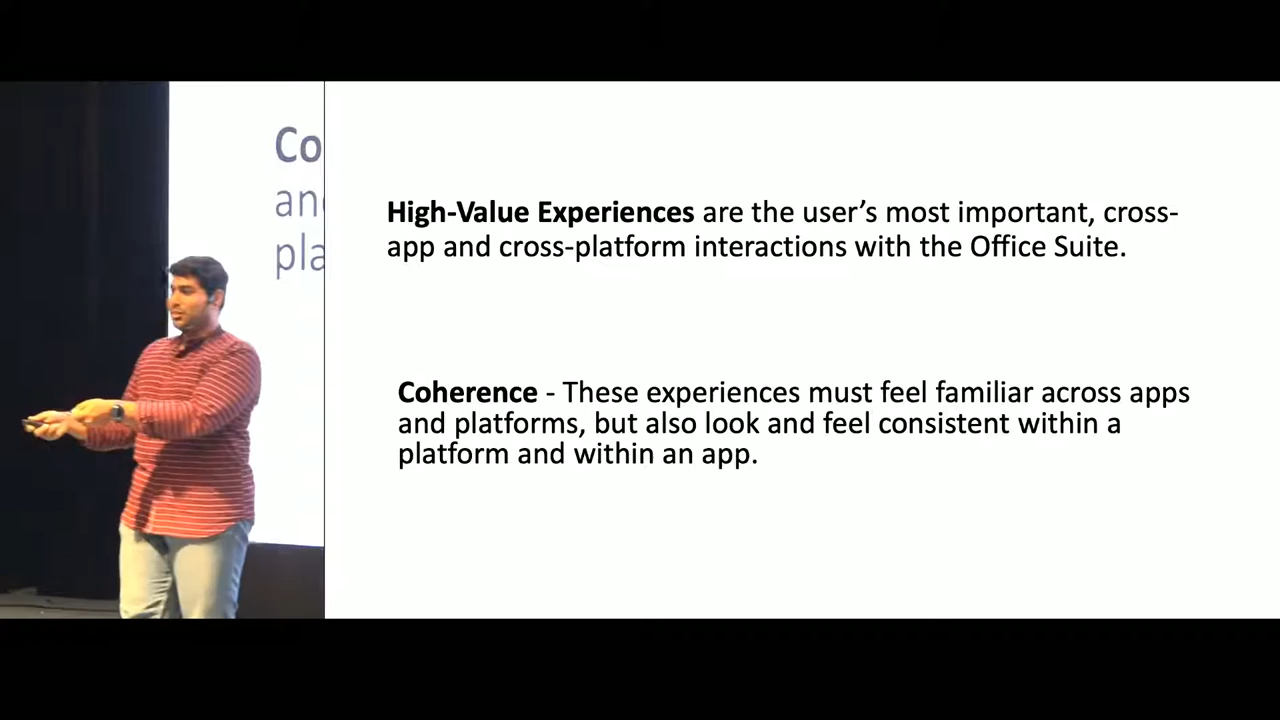 Co
an
pla
High-Value Experiences are the user’s most important, cross-
app and cross-platform interactions with the Office Suite.
Coherence - These experiences must feel familiar across apps
and platforms, but also look and feel consistent within a
platform and within an app.